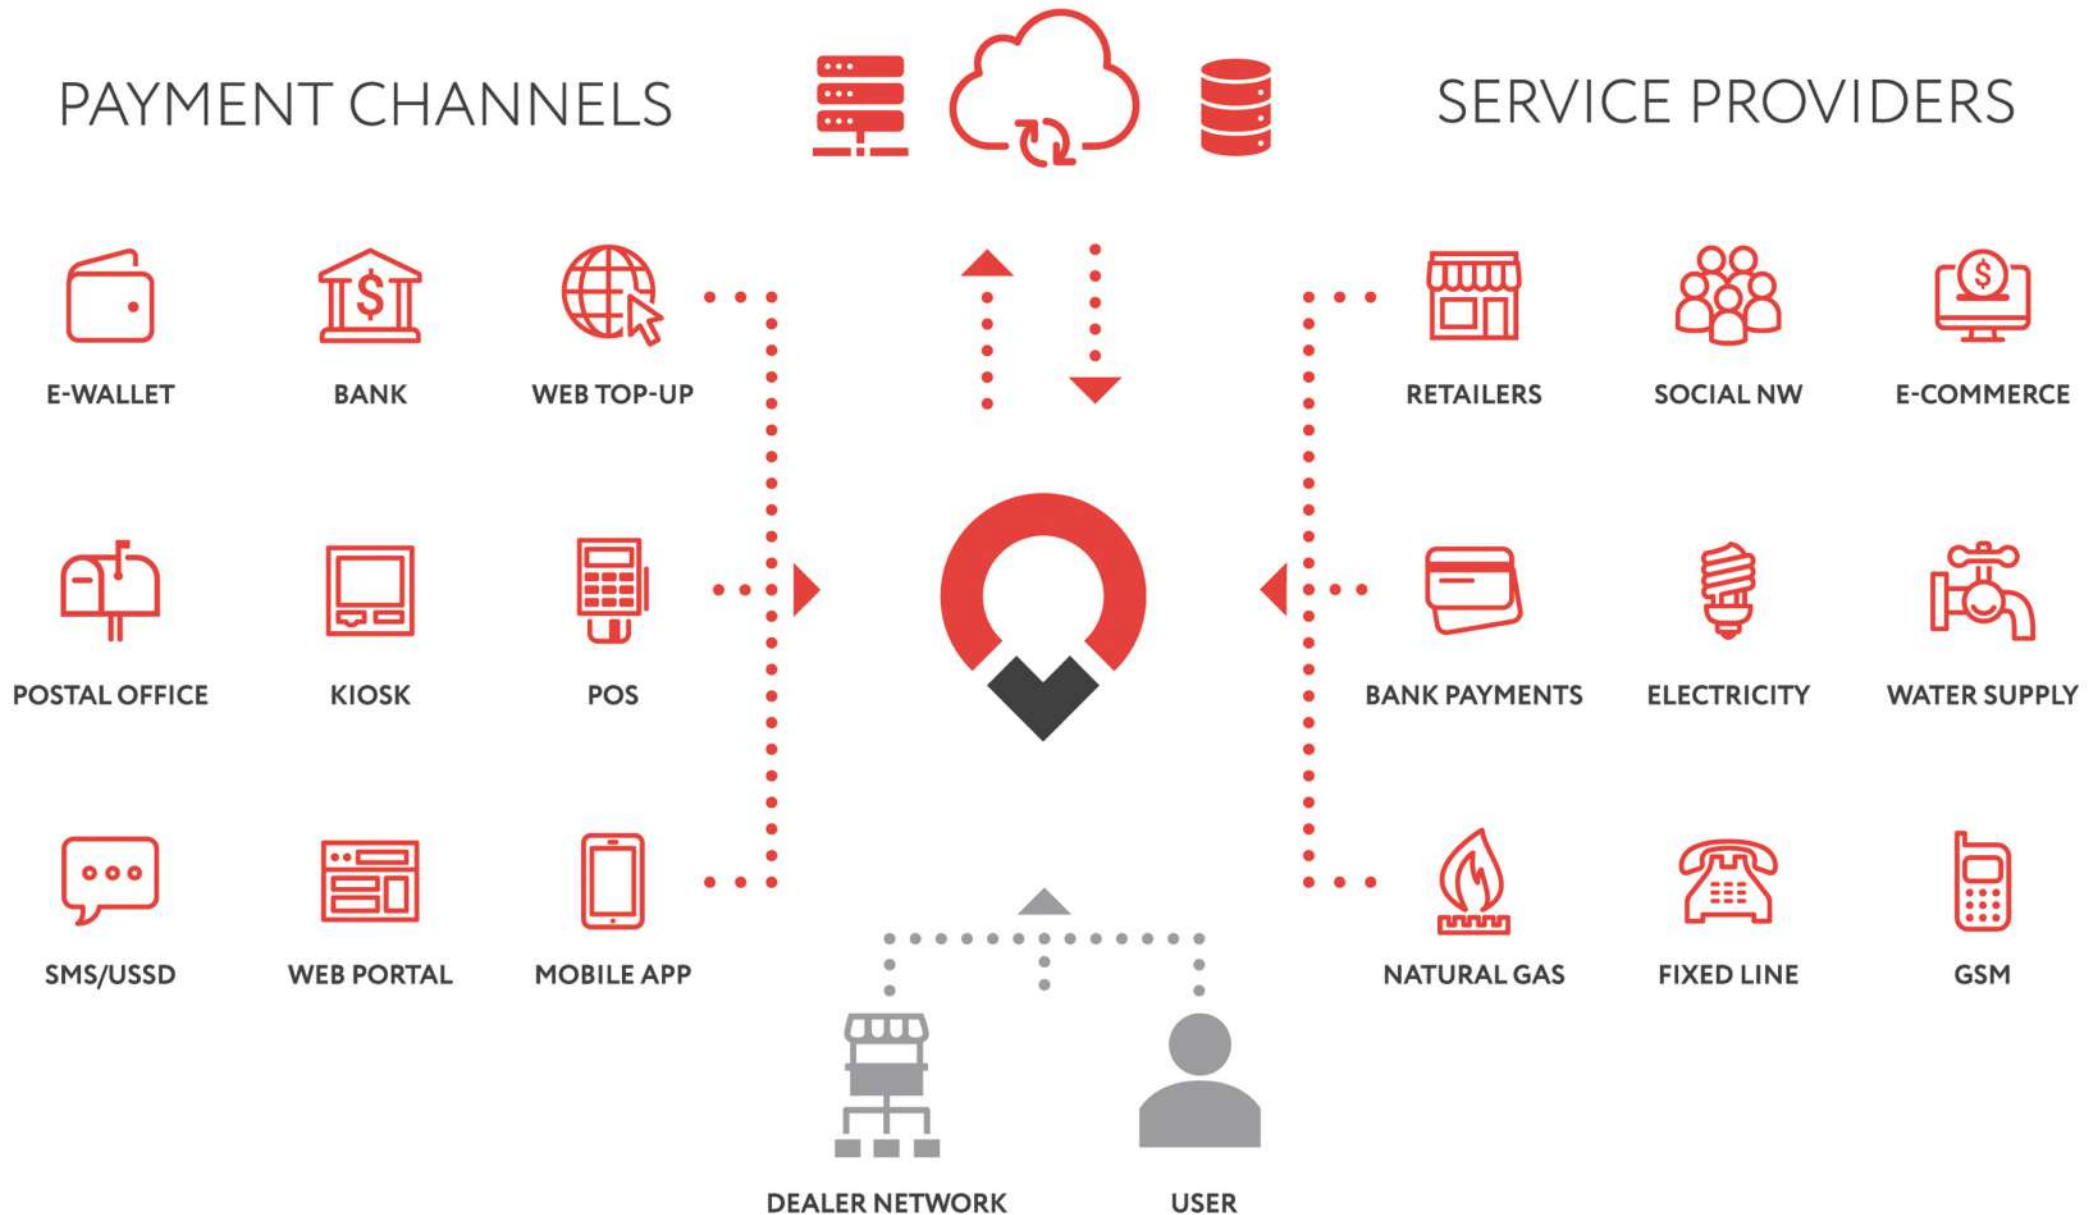 PAYMENT CHANNELS
SERVICE PROVIDERS
E-WALLET
BANK
WEB TOP-UP
RETAILERS
SOCIAL NW
E-COMMERCE
POSTAL OFFICE
KIOSK
POS
BANK PAYMENTS
ELECTRICITY
WATER SUPPLY
SMS/USSD
WEB PORTAL
MOBILE APP
NATURAL GAS
FIXED LINE
GSM
DEALER NETWORK
USER